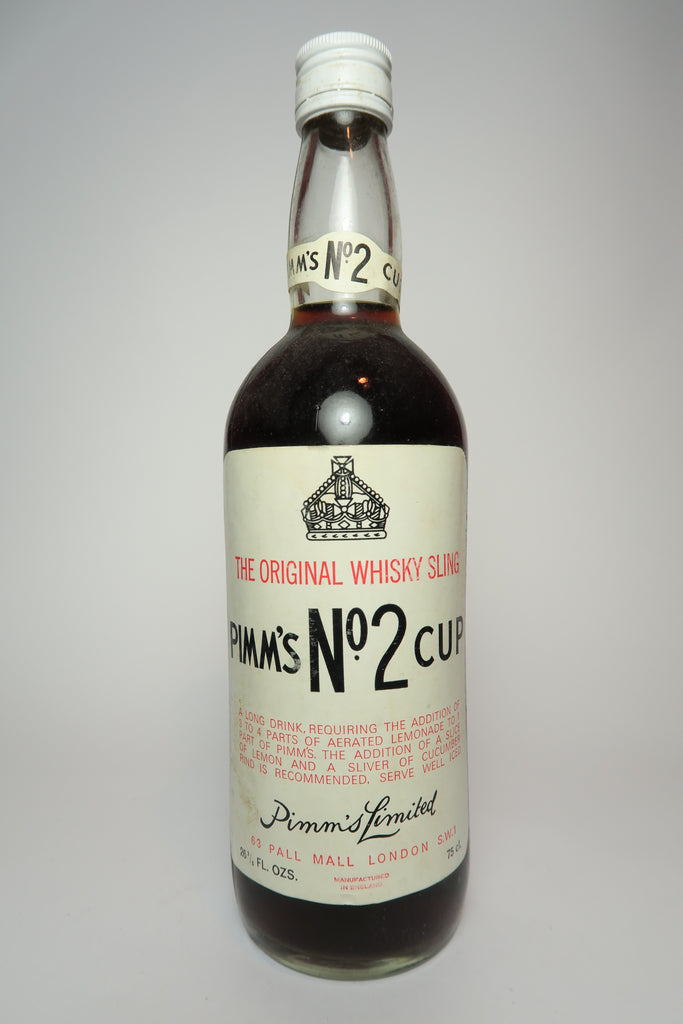 MM'S Nº2 CU
THE ORIGINAL WHISKY SLING
PIMM'S Nº2 CUP
A LONG DRINK, REQUIRING THE ADDITION OF
3 TO 4 PARTS OF AERATED LEMONADE TO 1
PART OF PIMM'S. THE ADDITION OF A SLICE
OF LEMON AND A SLIVER OF CUCUMBER
RIND IS RECOMMENDED. SERVE WELL ICED
Pimm's Limited
63 PALL MALL LONDON S.W.1
FL. OZS.
75 cl.
MANUFACTURED
IN ENGLAND